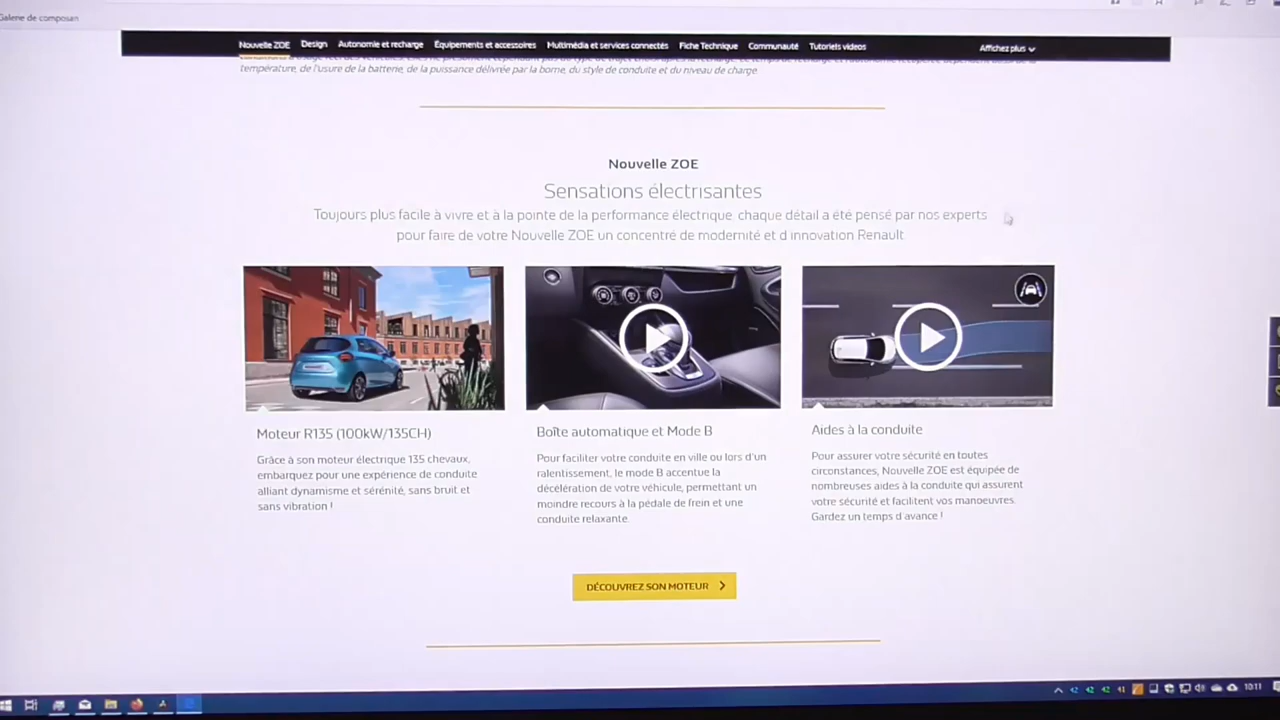 Galerie de composan
Nouvelle ZOE Design Autonomie et recharge Équipements et accessoires Multimédia et services connectés Fiche Technique Communauté Tutoriels videos Affichez plus
température, de l'usure de la batterie, de la puissance délivrée par la borne, du style de conduite et du niveau de charge.
Nouvelle ZOE
Sensations électrisantes
Toujours plus facile à vivre et à la pointe de la performance électrique, chaque détail a été pensé par nos experts
pour faire de votre Nouvelle ZOE un concentré de modernité et d'innovation Renault.
Moteur R135 (100kW/135CH)
Grâce à son moteur électrique 135 chevaux,
embarquez pour une expérience de conduite
alliant dynamisme et sérénité, sans bruit et
sans vibration !
Boîte automatique et Mode B
Pour faciliter votre conduite en ville ou lors d'un
ralentissement, le mode B accentue la
décélération de votre véhicule, permettant un
moindre recours à la pédale de frein et une
conduite relaxante.
Aides à la conduite
Pour assurer votre sécurité en toutes
circonstances, Nouvelle ZOE est équipée de
nombreuses aides à la conduite qui assurent
votre sécurité et facilitent vos manoeuvres.
Gardez un temps d'avance !
DÉCOUVREZ SON MOTEUR
42 42 42 41 10:11